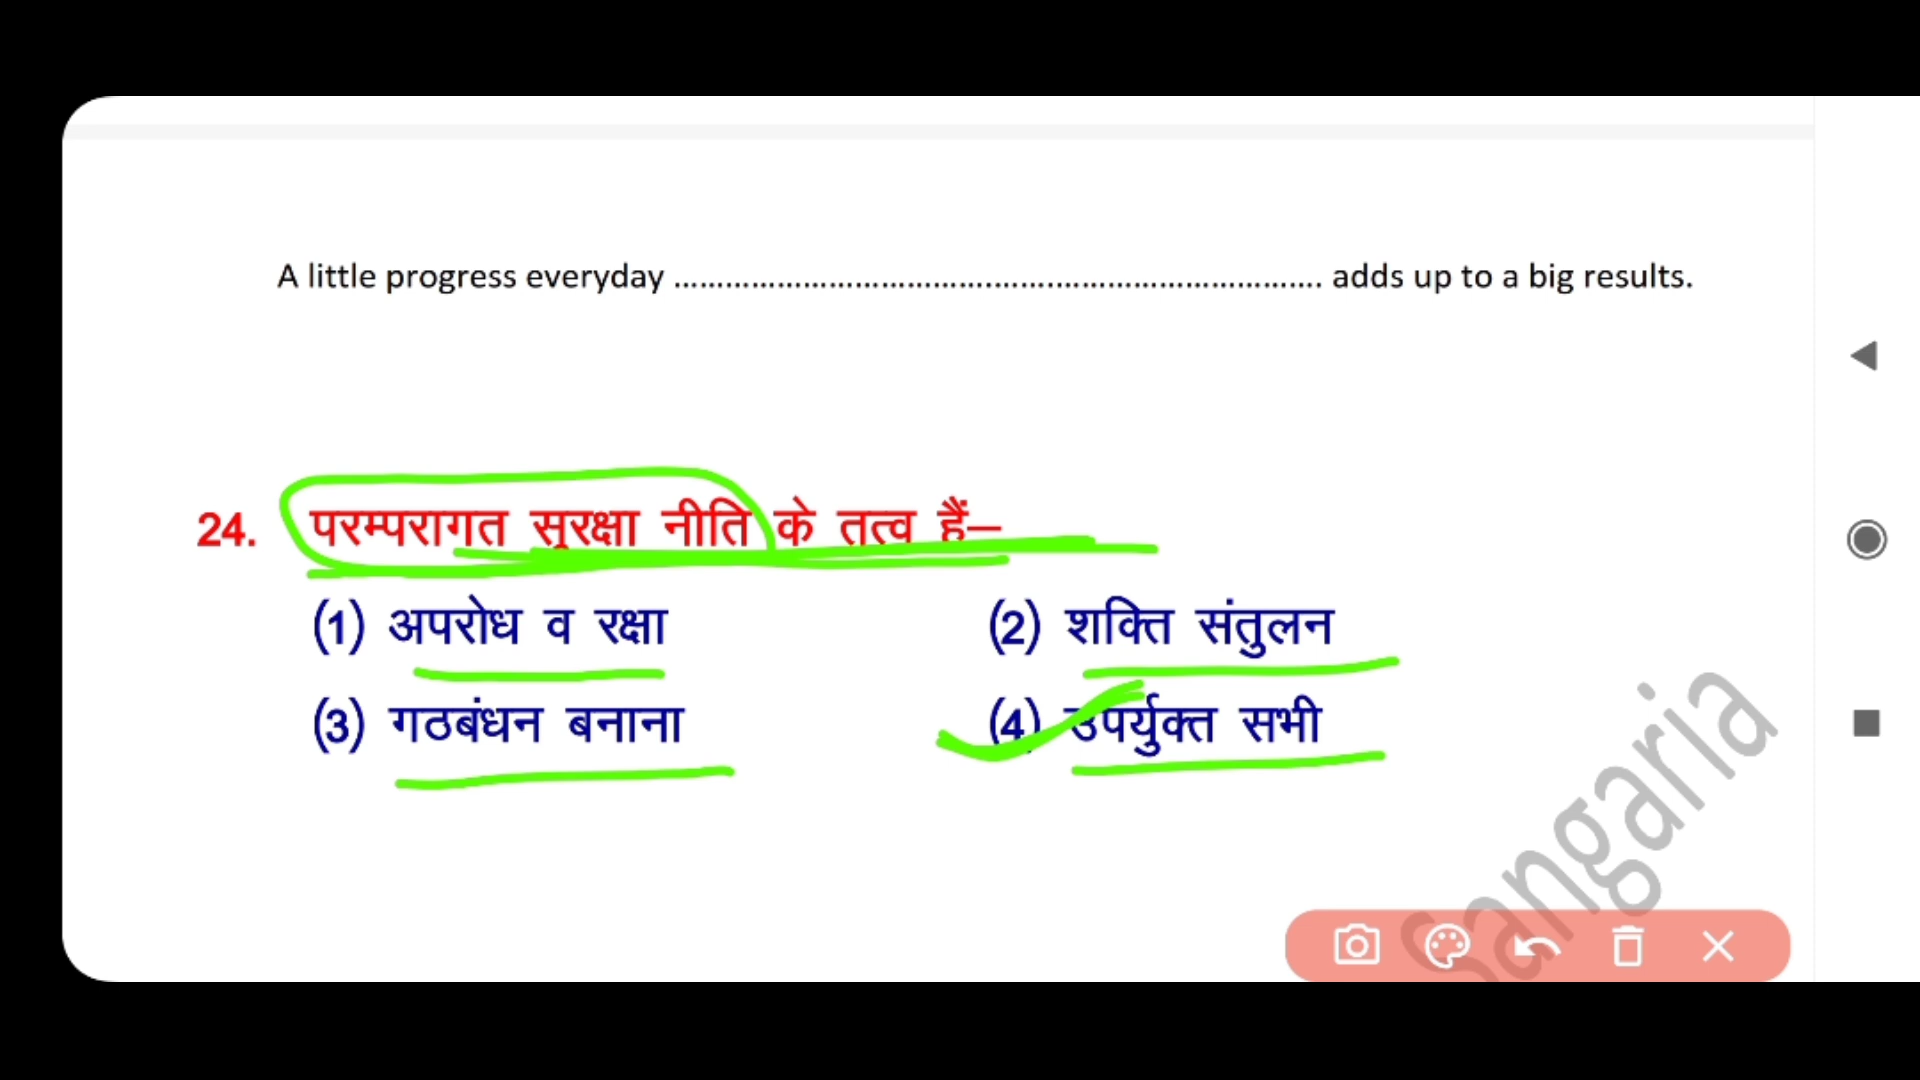 A little progress everyday ........................................................................ adds up to a big results.
24. परम्परागत सुरक्षा नीति के तत्व हैं–
(1) अपरोध व रक्षा (2) शक्ति संतुलन
(3) गठबंधन बनाना (4) उपर्युक्त सभी
Sangaria